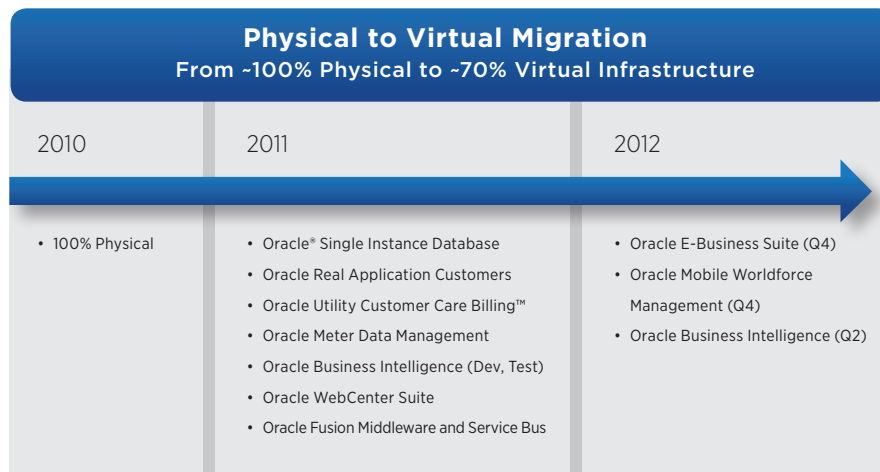 Physical to Virtual Migration
From ~100% Physical to ~70% Virtual Infrastructure
2010
• 100% Physical
2011
• Oracle® Single Instance Database
• Oracle Real Application Customers
• Oracle Utility Customer Care Billing™
• Oracle Meter Data Management
• Oracle Business Intelligence (Dev, Test)
• Oracle WebCenter Suite
• Oracle Fusion Middleware and Service Bus
2012
• Oracle E-Business Suite (Q4)
• Oracle Mobile Worldforce
Management (Q4)
• Oracle Business Intelligence (Q2)